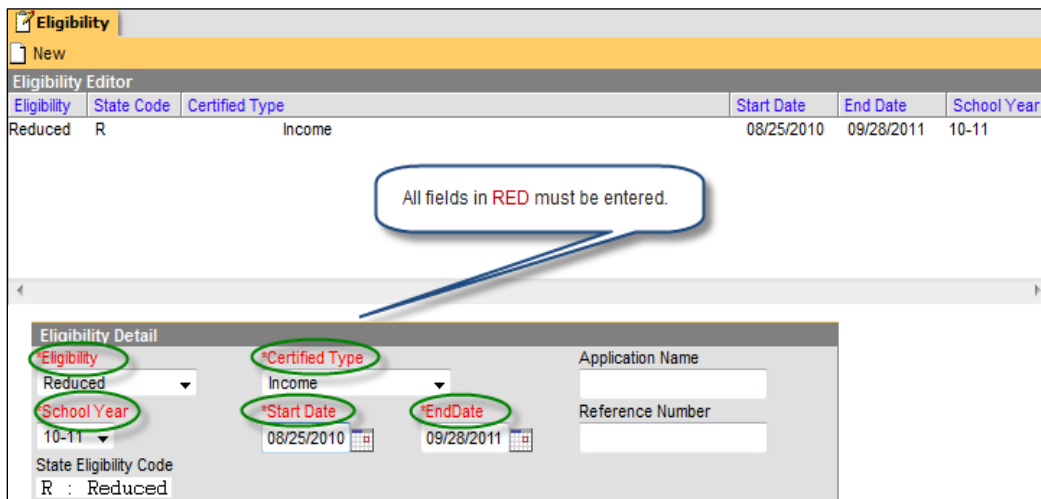 Eligibility
New
Eligibility Editor
Eligibility State Code Certified Type Start Date End Date School Year
Reduced R Income 08/25/2010 09/28/2011 10-11
All fields in RED must be entered.
Eligibility Detail
*Eligibility *Certified Type Application Name
Reduced Income
*School Year *Start Date *EndDate Reference Number
10-11 08/25/2010 09/28/2011
State Eligibility Code
R : Reduced